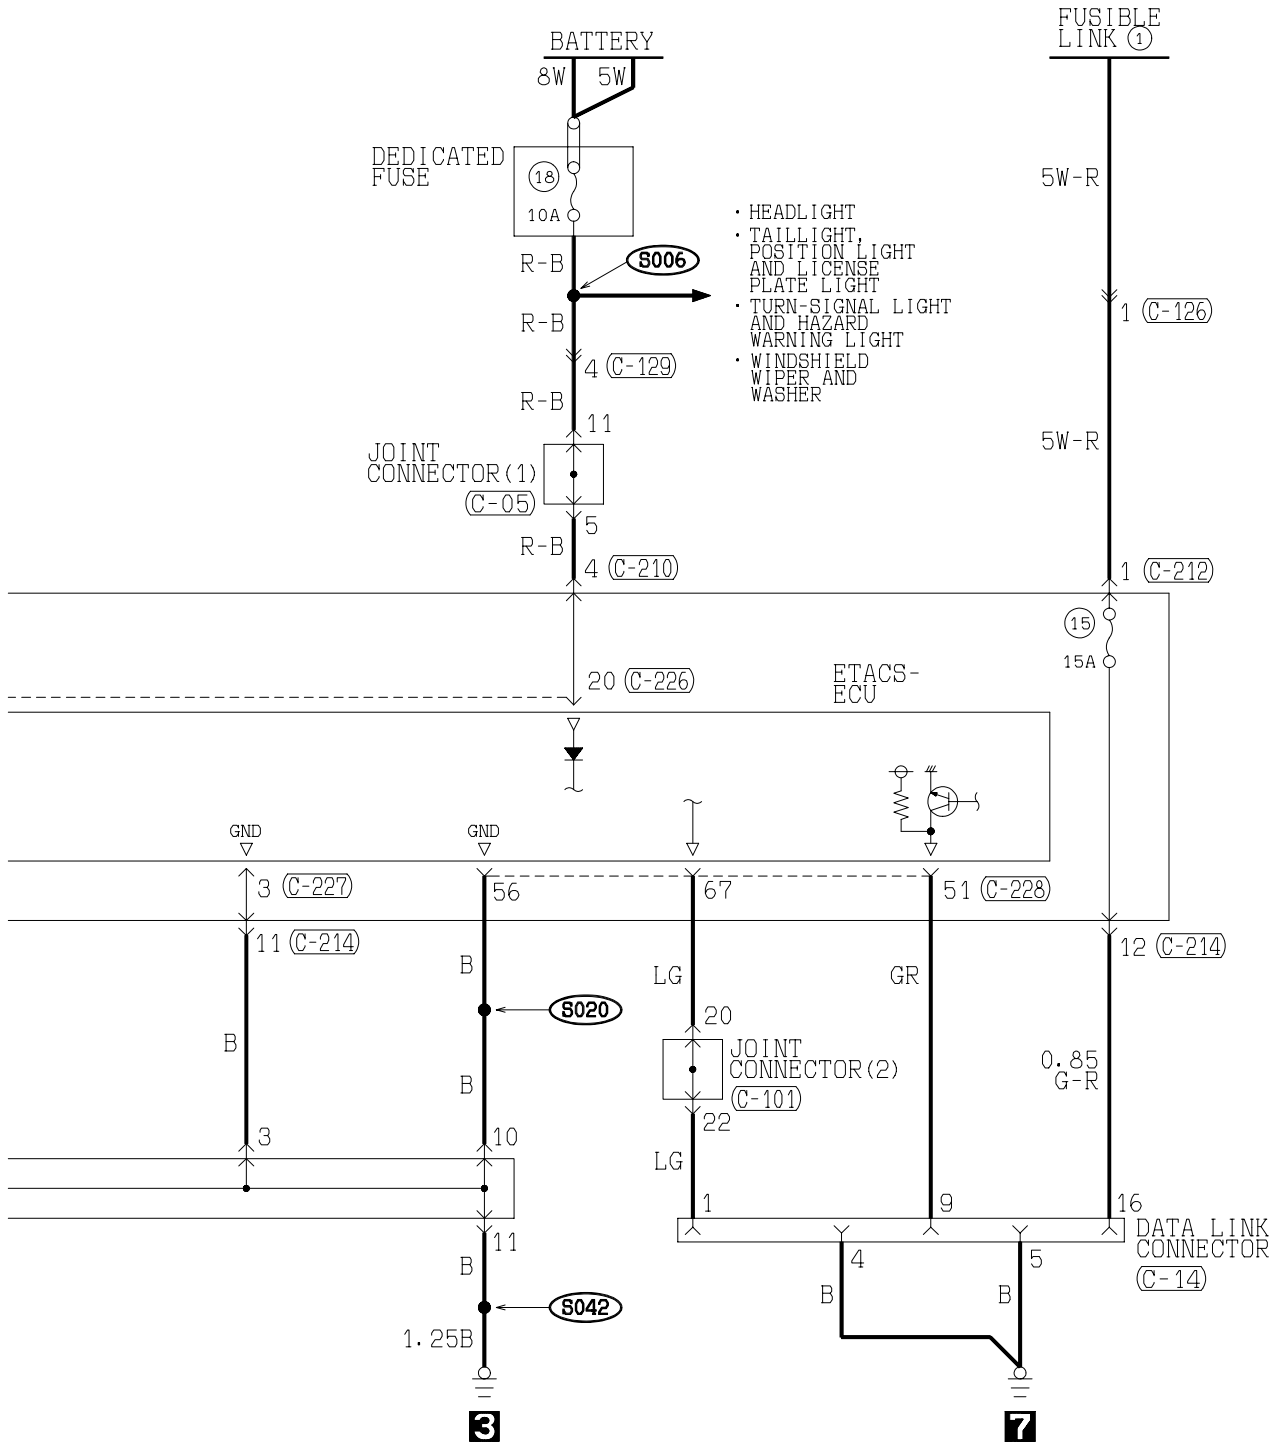 FUSIBLE
LINK 1
BATTERY
8W 5W
DEDICATED
FUSE
18
10A
5W-R
· HEADLIGHT
· TAILLIGHT,
POSITION LIGHT
AND LICENSE
PLATE LIGHT
· TURN-SIGNAL LIGHT
AND HAZARD
WARNING LIGHT
· WINDSHIELD
WIPER AND
WASHER
R-B
S006
R-B
1 (C-126)
4 (C-129)
R-B
11
JOINT
CONNECTOR(1)
(C-05)
5W-R
5
R-B
4 (C-210)
1 (C-212)
15
15A
20 (C-226)
ETACS-
ECU
GND
GND
3 (C-227)
56
67
51 (C-228)
11 (C-214)
12 (C-214)
B
LG
GR
S020
20
B
JOINT
CONNECTOR(2)
(C-101)
0.85
G-R
B
22
3
10
LG
1
9
16
DATA LINK
CONNECTOR
(C-14)
11
4
5
B
B
B
S042
1.25B
3
7